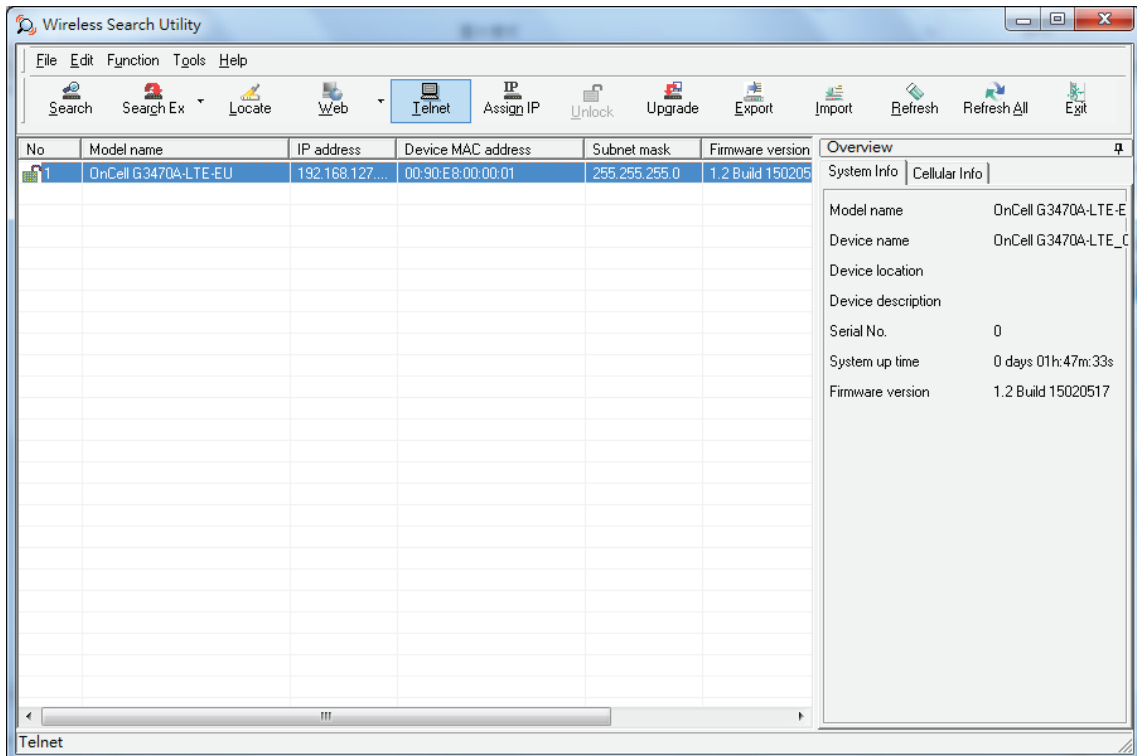 Wireless Search Utility
File Edit Function Tools Help
Search Search Ex Locate Web Telnet IP Assign IP Unlock Upgrade Export Import Refresh Refresh All Exit
No Model name IP address Device MAC address Subnet mask Firmware version
1 OnCell G3470A-LTE-EU 192.168.127.... 00:90:E8:00:00:01 255.255.255.0 1.2 Build 150205
Overview
System Info Cellular Info
Model name OnCell G3470A-LTE-E
Device name OnCell G3470A-LTE_
Device location
Device description
Serial No. 0
System up time 0 days 01h:47m:33s
Firmware version 1.2 Build 15020517
Telnet